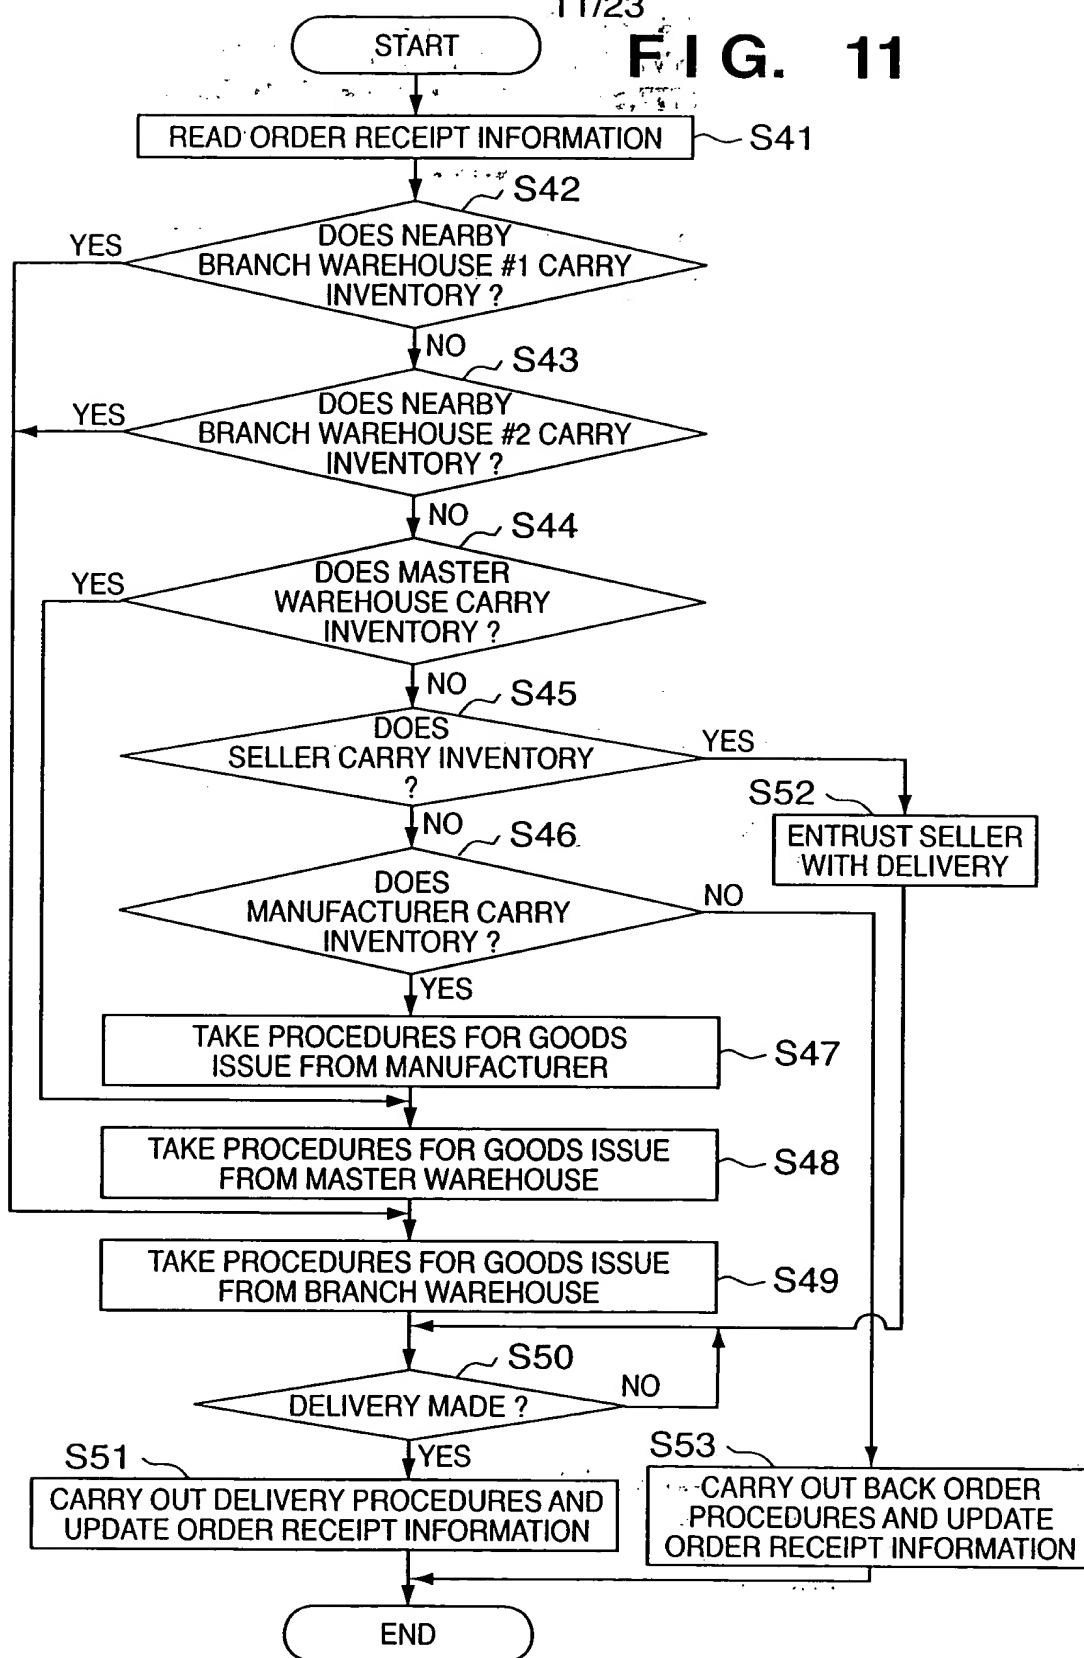 11/23
FIG. 11
START
READ ORDER RECEIPT INFORMATION
S41
S42
DOES NEARBY
BRANCH WAREHOUSE #1 CARRY
INVENTORY ?
YES
NO
S43
DOES NEARBY
BRANCH WAREHOUSE #2 CARRY
INVENTORY ?
YES
NO
S44
DOES MASTER
WAREHOUSE CARRY
INVENTORY ?
YES
NO
S45
DOES
SELLER CARRY INVENTORY
?
YES
NO
S52
ENTRUST SELLER
WITH DELIVERY
S46
DOES
MANUFACTURER CARRY
INVENTORY ?
NO
YES
TAKE PROCEDURES FOR GOODS
ISSUE FROM MANUFACTURER
S47
TAKE PROCEDURES FOR GOODS ISSUE
FROM MASTER WAREHOUSE
S48
TAKE PROCEDURES FOR GOODS ISSUE
FROM BRANCH WAREHOUSE
S49
S50
DELIVERY MADE ?
NO
YES
S51
CARRY OUT DELIVERY PROCEDURES AND
UPDATE ORDER RECEIPT INFORMATION
S53
CARRY OUT BACK ORDER
PROCEDURES AND UPDATE
ORDER RECEIPT INFORMATION
END